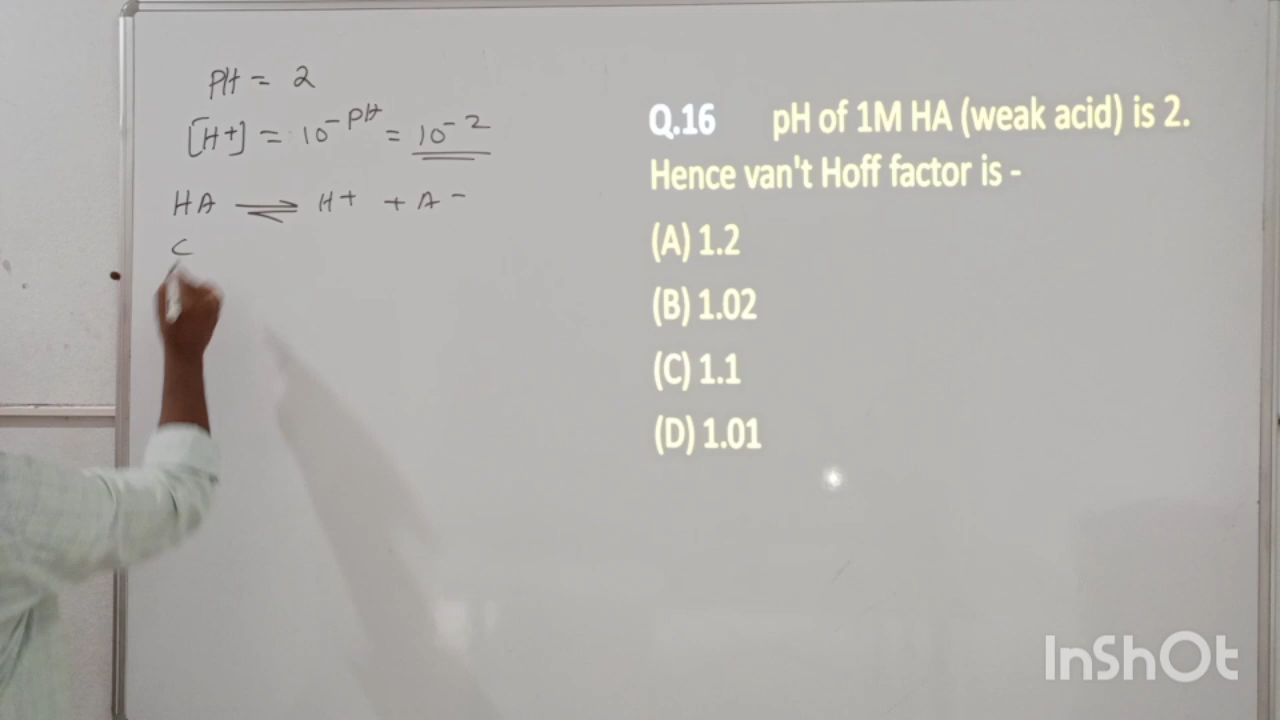 PH = 2
[H+] = 10^-PH = 10^-2
HA ⇌ H+ + A-
C
Q.16 pH of 1M HA (weak acid) is 2.
Hence van't Hoff factor is -
(A) 1.2
(B) 1.02
(C) 1.1
(D) 1.01
InShOt